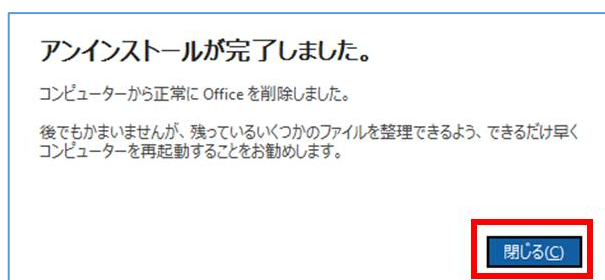 アンインストールが完了しました。
コンピューターから正常に Office を削除しました。
後でもかまいませんが、残っているいくつかのファイルを整理できるよう、できるだけ早く
コンピューターを再起動することをお勧めします。
閉じる(C)